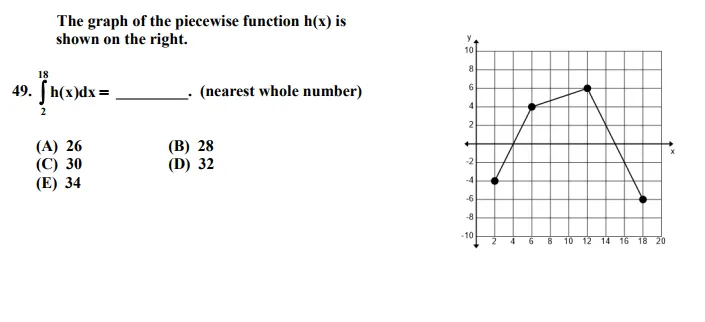 The graph of the piecewise function h(x) is
shown on the right.
18
49. ∫ h(x)dx = ________. (nearest whole number)
2
(A) 26 (B) 28
(C) 30 (D) 32
(E) 34
y
10
8
6
4
2
x
-2
-4
-6
-8
-10
2 4 6 8 10 12 14 16 18 20